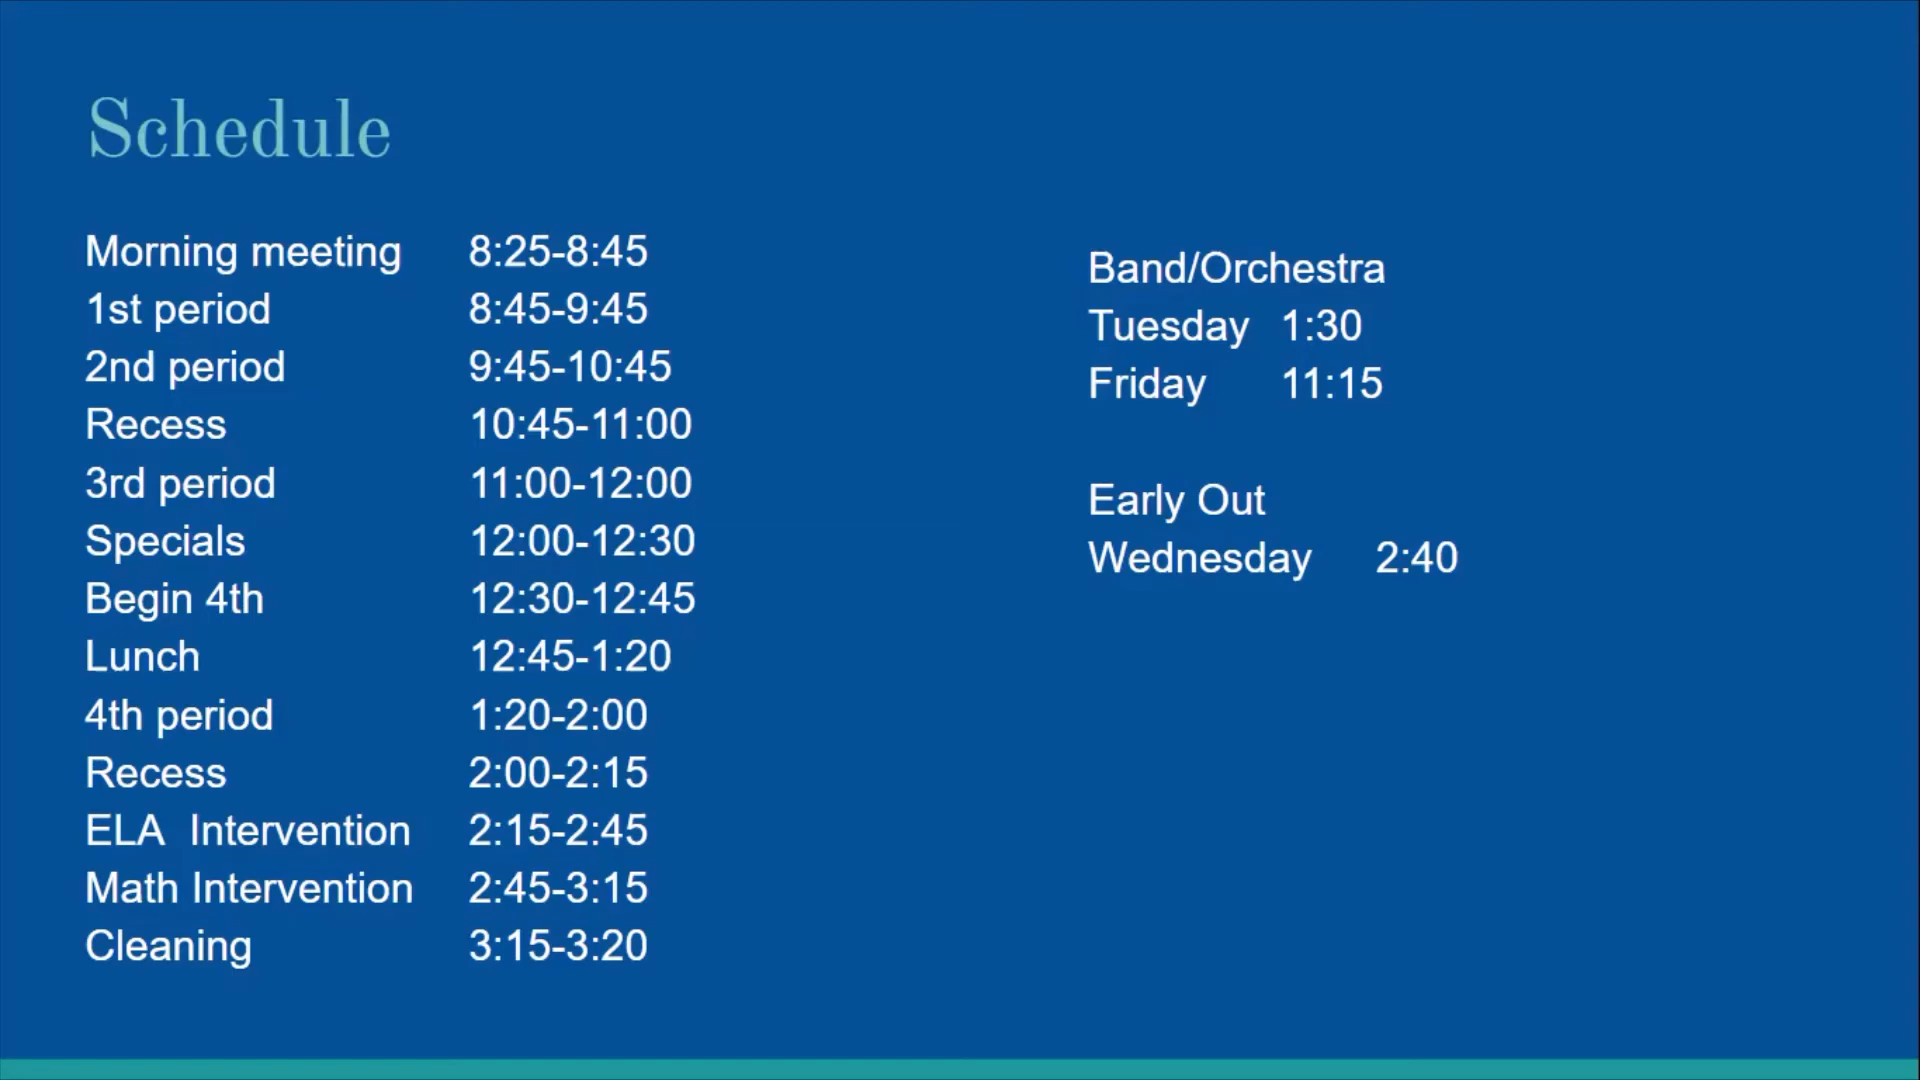 Schedule
Morning meeting 8:25-8:45
1st period 8:45-9:45
2nd period 9:45-10:45
Recess 10:45-11:00
3rd period 11:00-12:00
Specials 12:00-12:30
Begin 4th 12:30-12:45
Lunch 12:45-1:20
4th period 1:20-2:00
Recess 2:00-2:15
ELA Intervention 2:15-2:45
Math Intervention 2:45-3:15
Cleaning 3:15-3:20
Band/Orchestra
Tuesday 1:30
Friday 11:15
Early Out
Wednesday 2:40